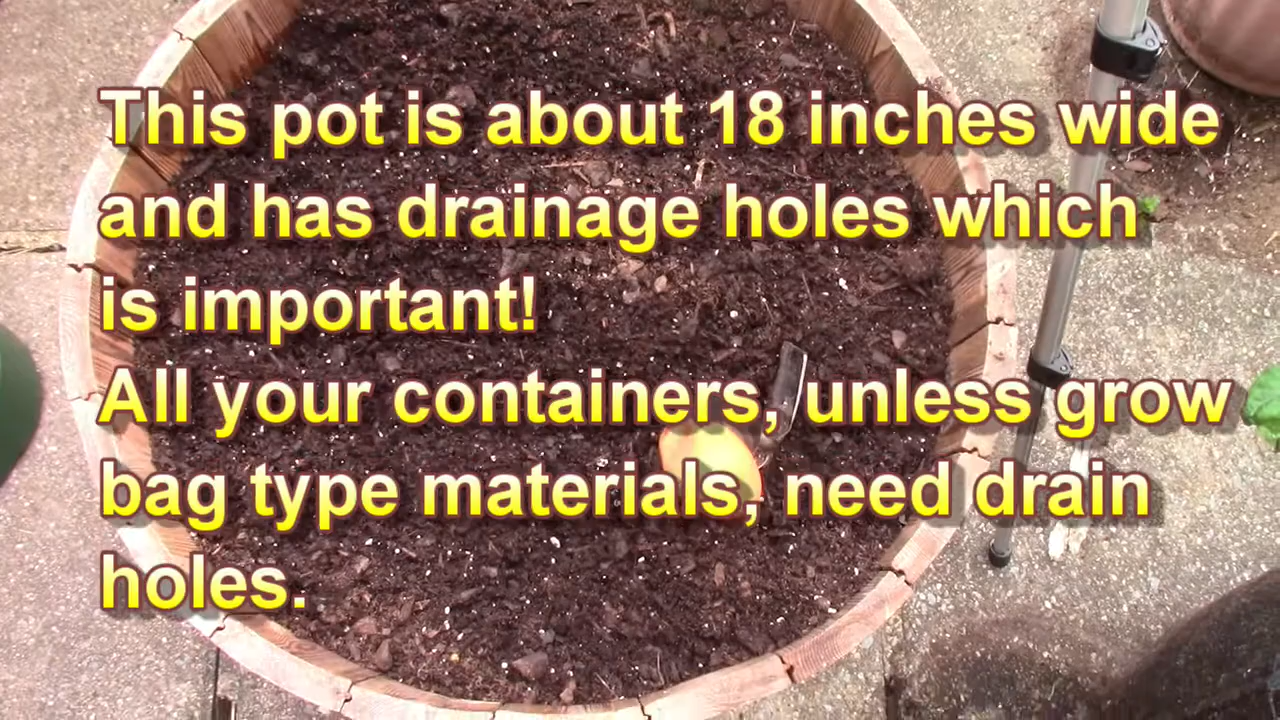 This pot is about 18 inches wide
and has drainage holes which
is important!
All your containers, unless grow
bag type materials, need drain
holes.